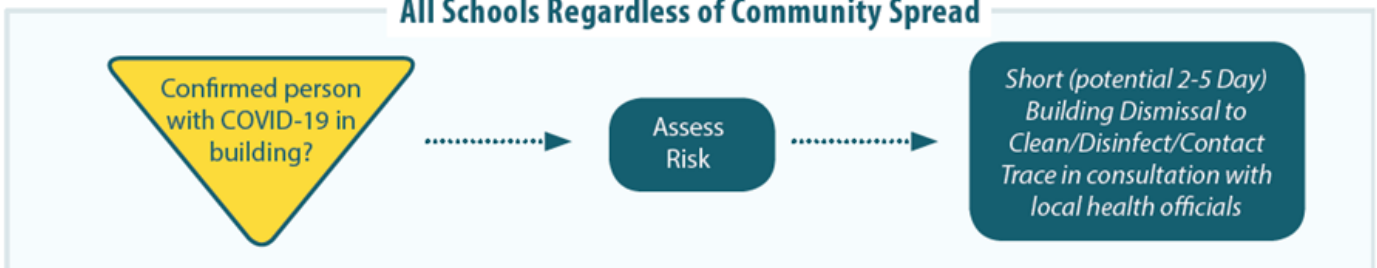 All Schools Regardless of Community Spread
Confirmed person
with COVID-19 in
building?
Assess
Risk
Short (potential 2-5 Day)
Building Dismissal to
Clean/Disinfect/Contact
Trace in consultation with
local health officials